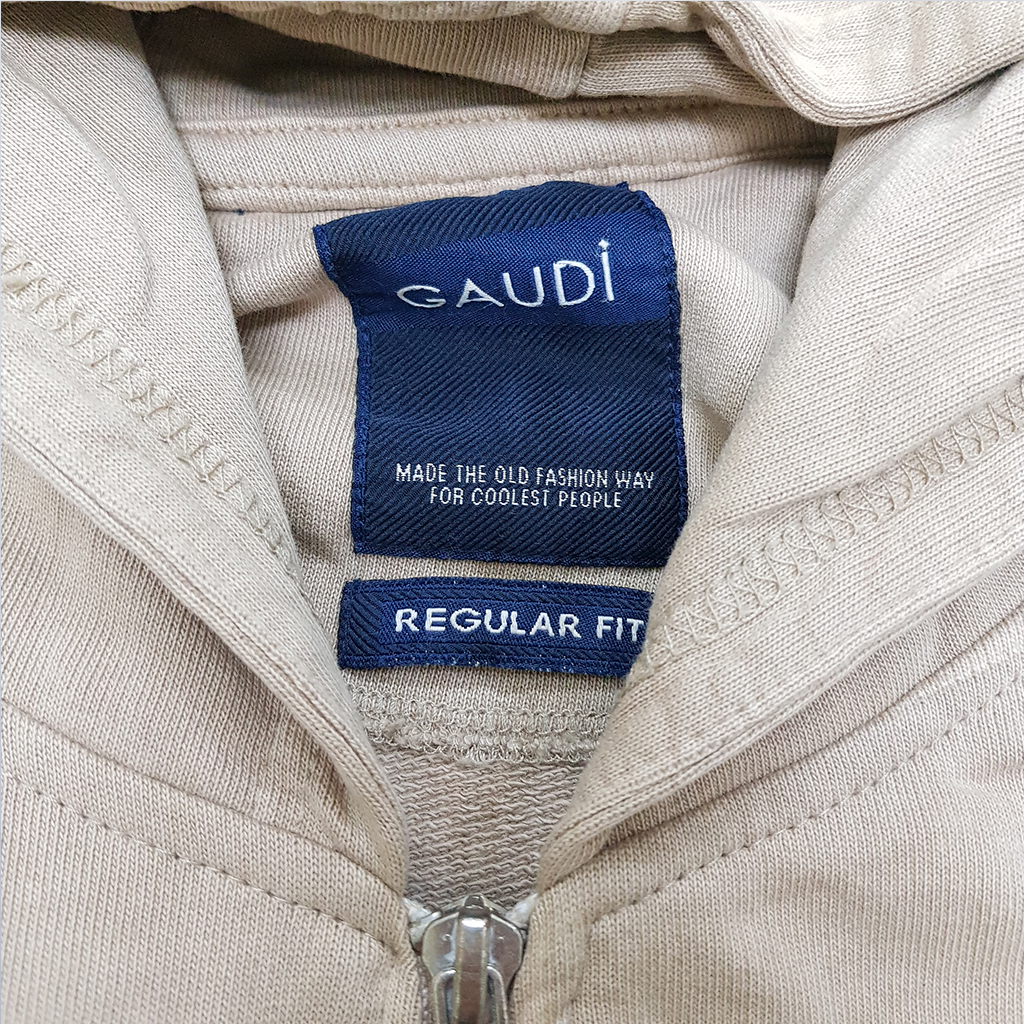 GAUDİ
MADE THE OLD FASHION WAY
FOR COOLEST PEOPLE
REGULAR FIT